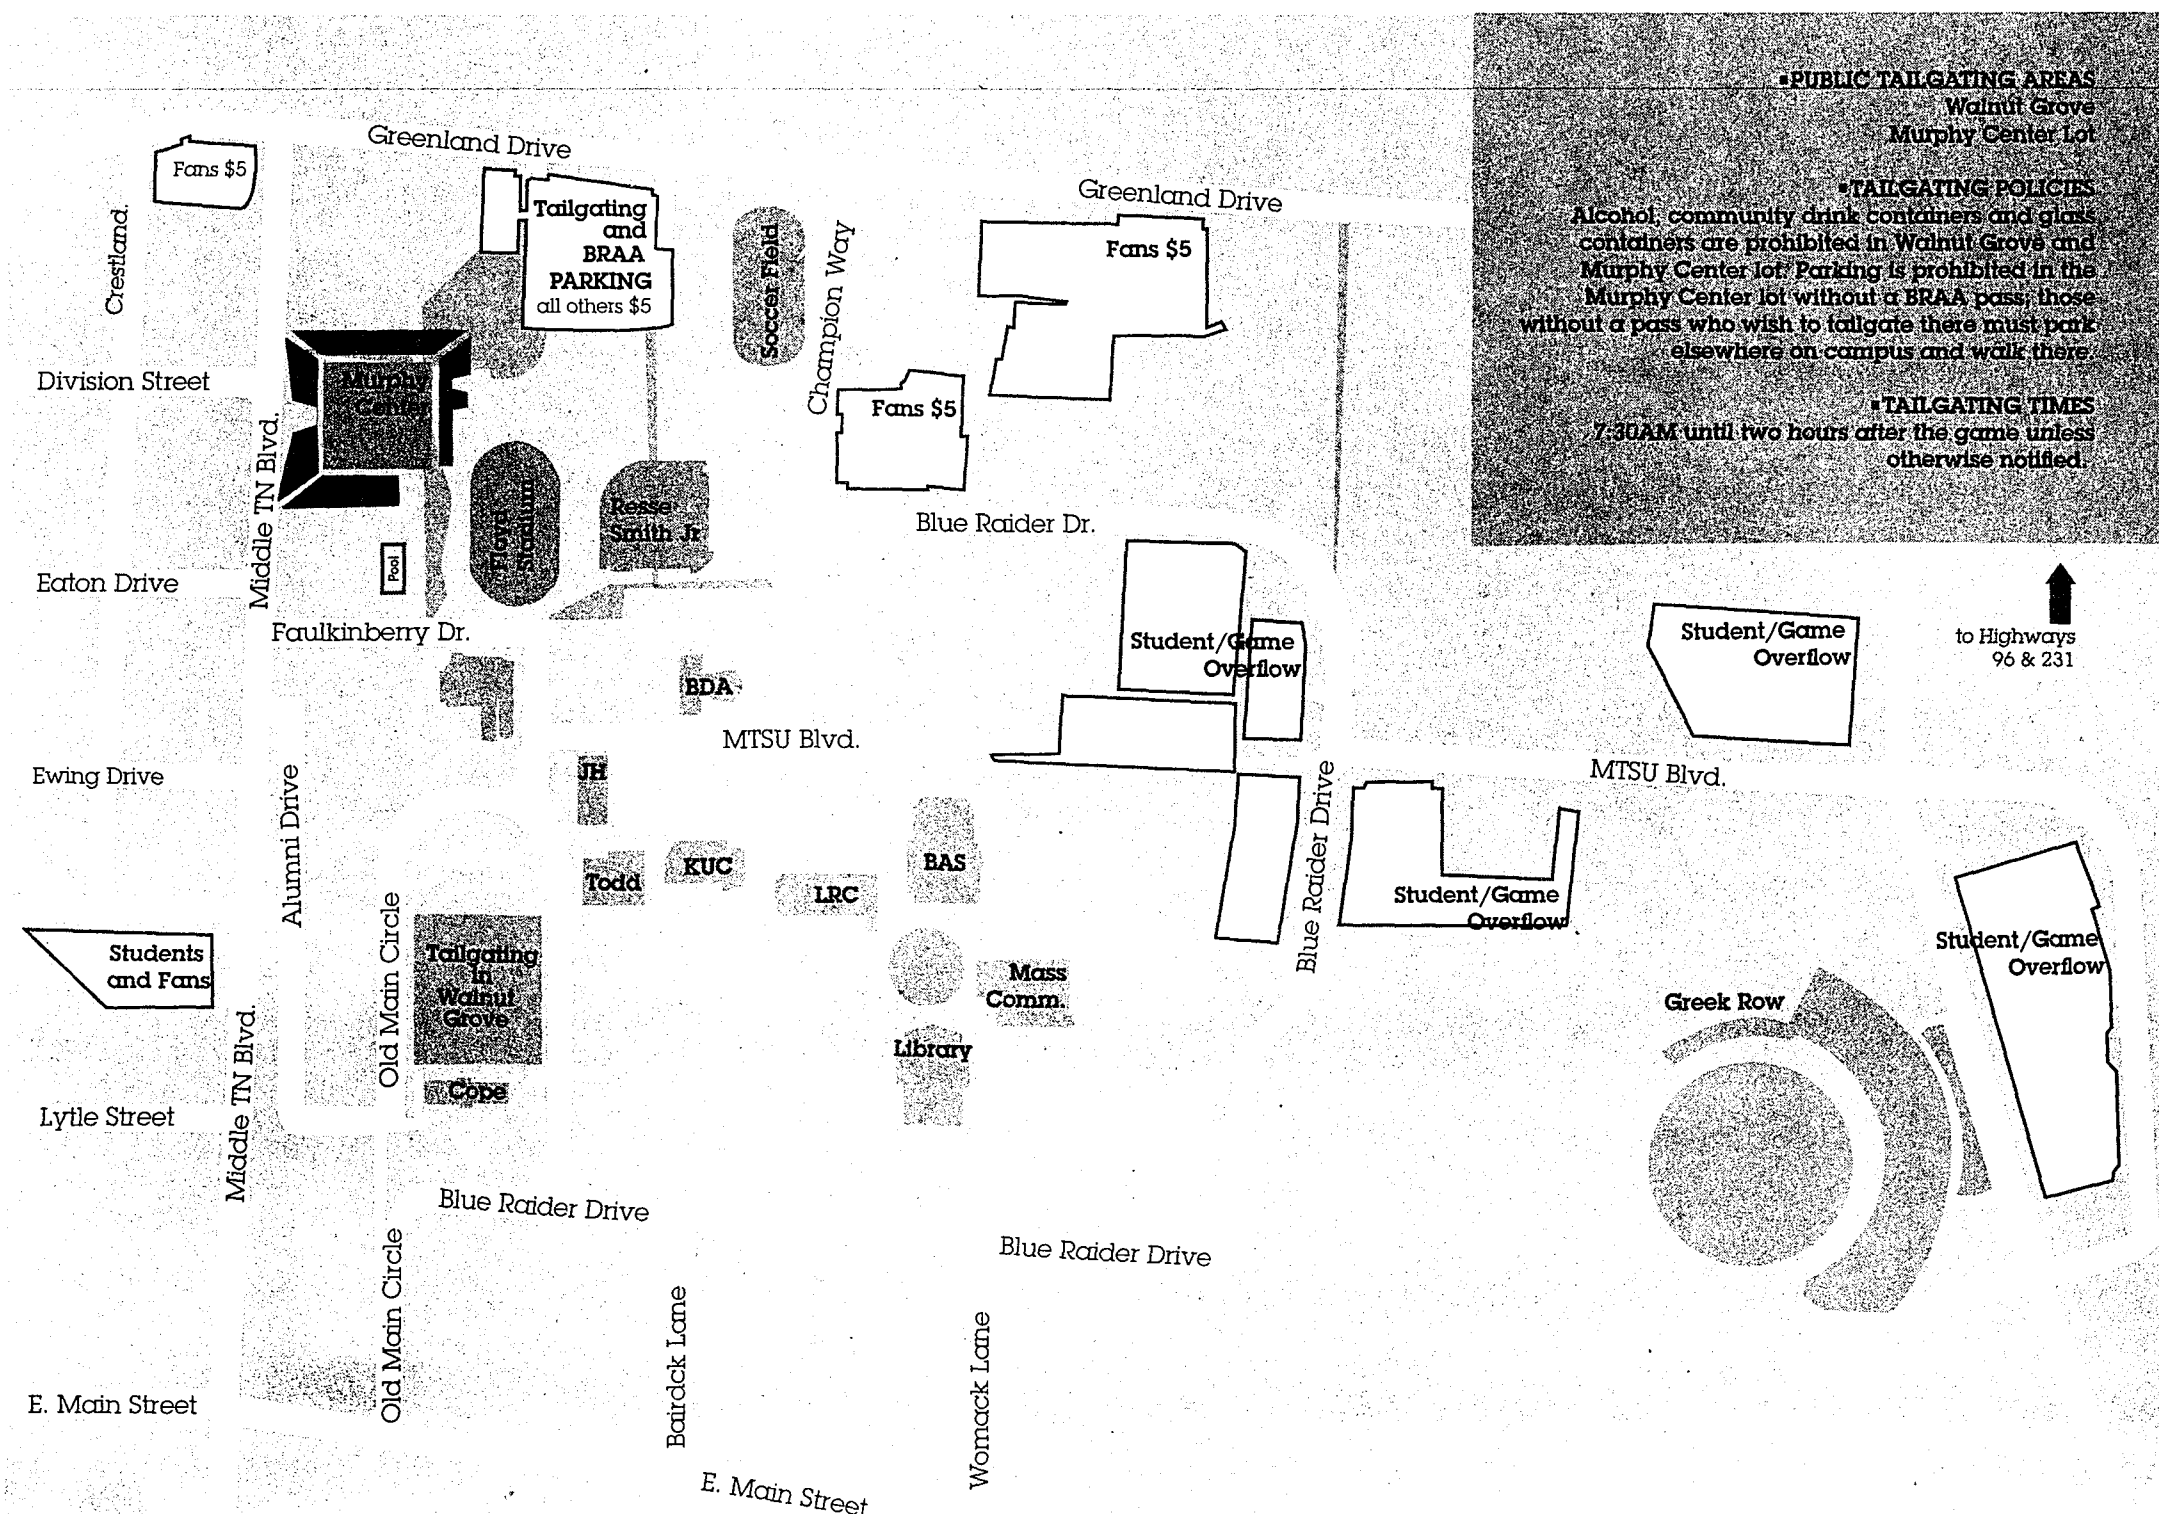 ▪PUBLIC TAILGATING AREAS
Walnut Grove
Murphy Center Lot
▪TAILGATING POLICIES
Alcohol, community drink containers and glass
containers are prohibited in Walnut Grove and
Murphy Center lot. Parking is prohibited in the
Murphy Center lot without a BRAA pass; those
without a pass who wish to tailgate there must park
elsewhere on campus and walk there.
▪TAILGATING TIMES
7:30AM until two hours after the game unless
otherwise notified.
Greenland Drive
Fans $5
Crestland.
Tailgating
and
BRAA
PARKING
all others $5
Soccer Field
Champion Way
Greenland Drive
Fans $5
Division Street
Murphy
Center
Fans $5
Middle TN Blvd.
Floyd
Stadium
Resse
Smith Jr
Blue Raider Dr.
Pool
Eaton Drive
Faulkinberry Dr.
Student/Game
Overflow
Student/Game
Overflow
to Highways
96 & 231
BDA
MTSU Blvd.
JH
Ewing Drive
Alumni Drive
MTSU Blvd.
Blue Raider Drive
Todd
KUC
LRC
BAS
Student/Game
Overflow
Students
and Fans
Old Main Circle
Tailgating
in
Walnut
Grove
Mass
Comm.
Student/Game
Overflow
Greek Row
Library
Cope
Middle TN Blvd.
Lytle Street
Blue Raider Drive
Blue Raider Drive
Old Main Circle
Bairdck Lane
Womack Lane
E. Main Street
E. Main Street